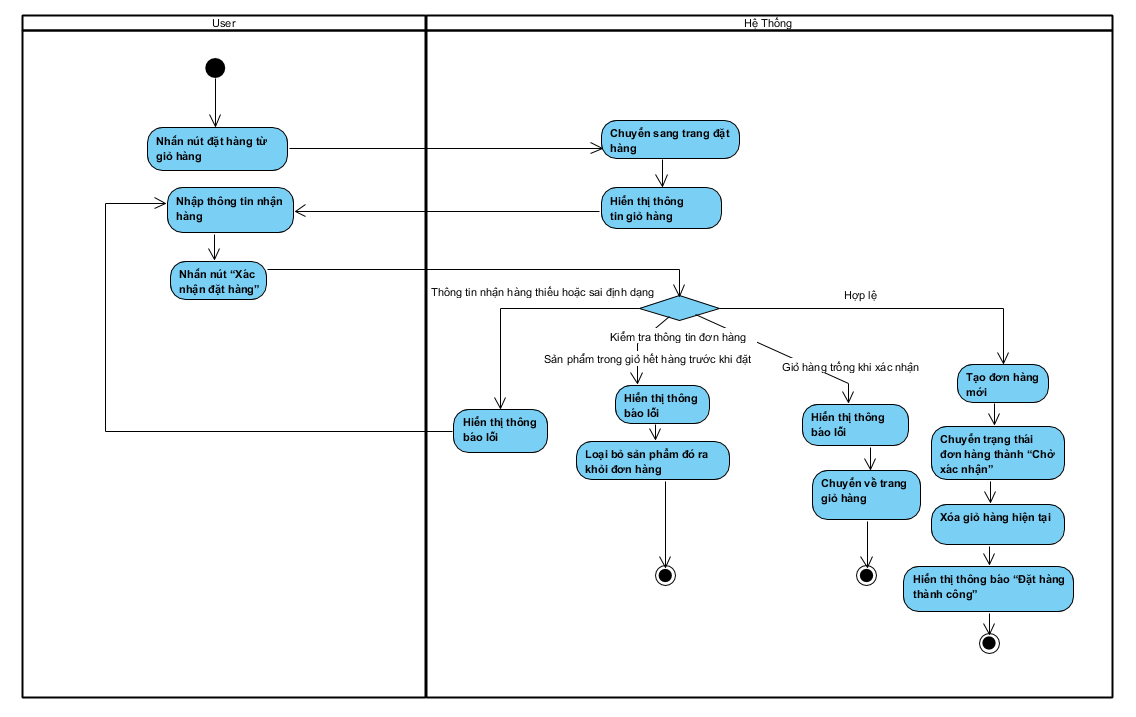 User
Hệ Thống
Nhấn nút đặt hàng từ
giỏ hàng
Chuyển sang trang đặt
hàng
Nhập thông tin nhận
hàng
Hiển thị thông
tin giỏ hàng
Nhấn nút “Xác
nhận đặt hàng”
Thông tin nhận hàng thiếu hoặc sai định dạng
Hợp lệ
Kiểm tra thông tin đơn hàng
Sản phẩm trong giỏ hết hàng trước khi đặt
Giỏ hàng trống khi xác nhận
Hiển thị thông
báo lỗi
Hiển thị thông
báo lỗi
Loại bỏ sản phẩm đó ra
khỏi đơn hàng
Hiển thị thông
báo lỗi
Chuyển về trang
giỏ hàng
Tạo đơn hàng
mới
Chuyển trạng thái
đơn hàng thành “Chờ
xác nhận”
Xóa giỏ hàng hiện tại
Hiển thị thông báo “Đặt hàng
thành công”